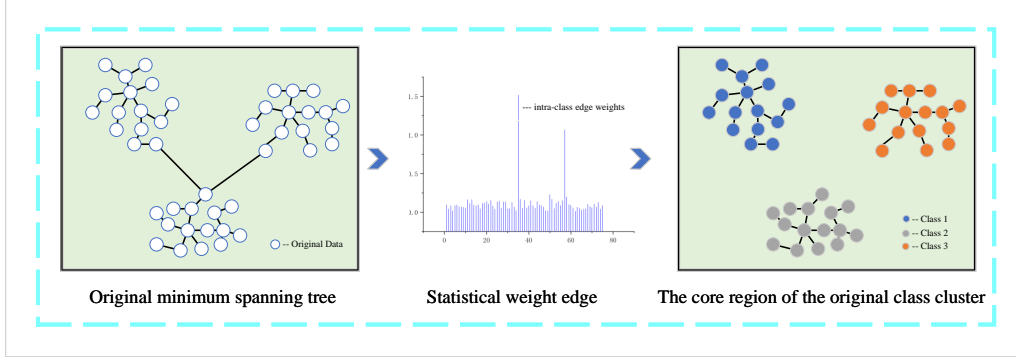 -- Original Data
Original minimum spanning tree
1.5
--- intra-class edge weights
1.0
0.5
0.0
0
20
40
60
80
Statistical weight edge
-- Class 1
-- Class 2
-- Class 3
The core region of the original class cluster